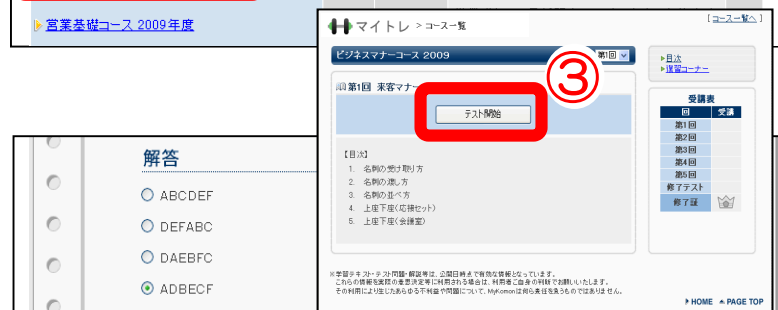 営業基礎コース 2009年度
マイトレ > コース一覧
[コース一覧へ]
ビジネスマナーコース 2009
第1回
③
第1回 来客マナー
テスト開始
【目次】
1. 名刺の受け取り方
2. 名刺の渡し方
3. 名刺の並べ方
4. 上座下座(応接セット)
5. 上座下座(会議室)
目次
復習コーナー
受講表
回 受講
第1回
第2回
第3回
第4回
第5回
修了テスト
修了証
※学習テキスト・テスト問題・解説等は、公開日時点で有効な情報となっています。
これらの情報を実際の意思決定等に利用される場合は、利用者ご自身の判断でお願いいたします。
その利用により生じたあらゆる不利益や問題について、MyKomonは何ら責任を負うものではありません。
HOME PAGE TOP
解答
ABCDEF
DEFABC
DAEBFC
ADBECF